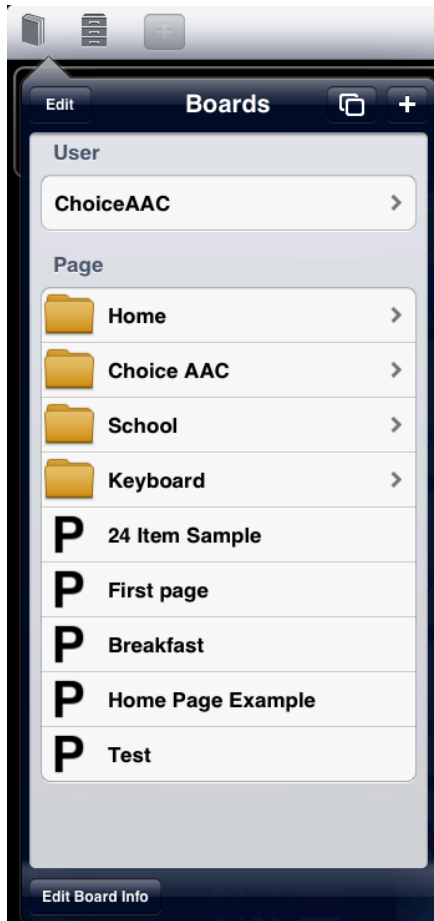 Edit Boards +
User
ChoiceAAC
Page
Home
Choice AAC
School
Keyboard
P 24 Item Sample
P First page
P Breakfast
P Home Page Example
P Test
Edit Board Info